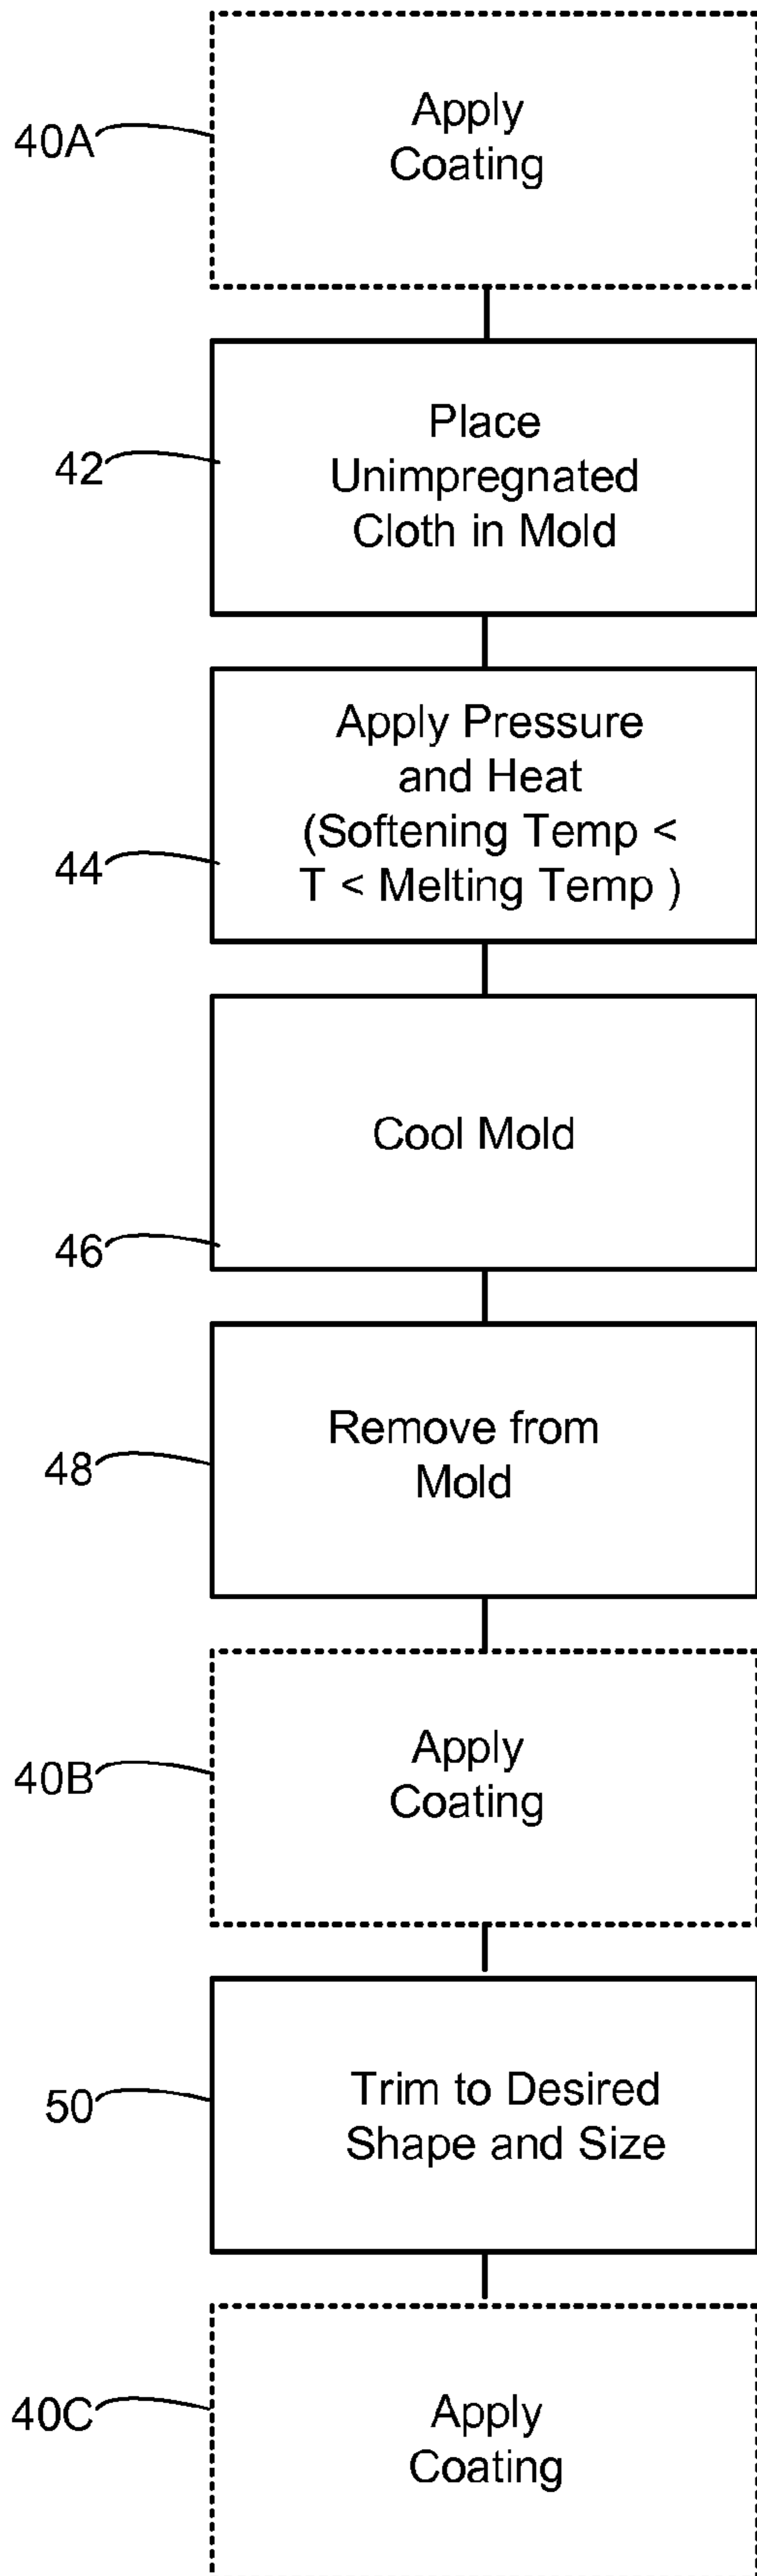 40A
Apply
Coating
42
Place
Unimpregnated
Cloth in Mold
44
Apply Pressure
and Heat
(Softening Temp <
T < Melting Temp )
46
Cool Mold
48
Remove from
Mold
40B
Apply
Coating
50
Trim to Desired
Shape and Size
40C
Apply
Coating